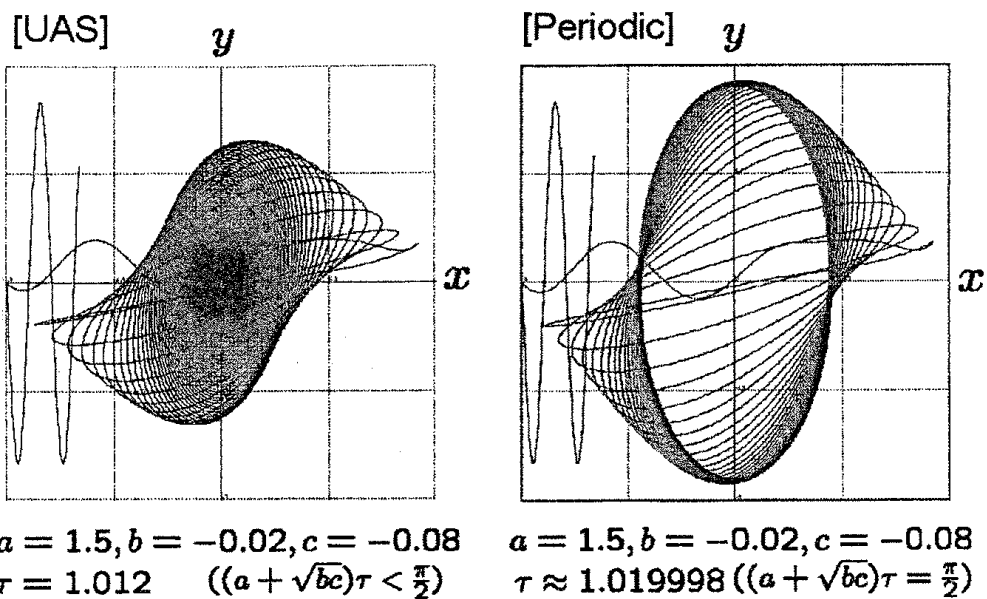 [UAS] y
x
a = 1.5, b = −0.02, c = −0.08
τ = 1.012 ((a + √bc)τ < π/2)
[Periodic] y
x
a = 1.5, b = −0.02, c = −0.08
τ ≈ 1.019998 ((a + √bc)τ = π/2)